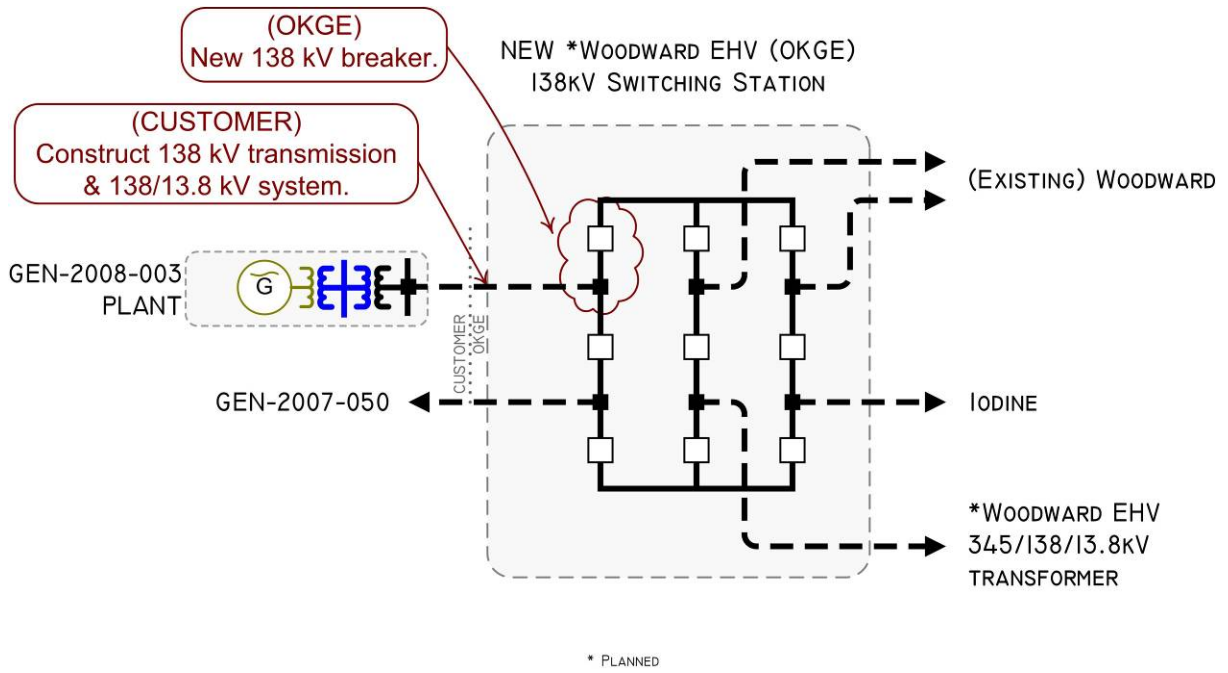 (OKGE)
New 138 kV breaker.
NEW *WOODWARD EHV (OKGE)
138KV SWITCHING STATION
(CUSTOMER)
Construct 138 kV transmission
& 138/13.8 kV system.
(EXISTING) WOODWARD
GEN-2008-003
PLANT
G
CUSTOMER
OKGE
GEN-2007-050
IODINE
*WOODWARD EHV
345/138/13.8KV
TRANSFORMER
* PLANNED